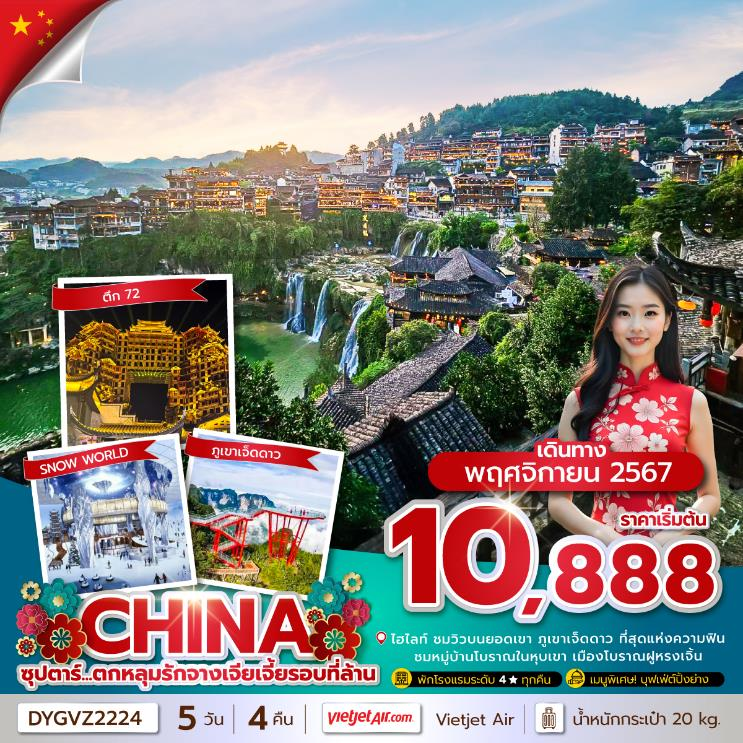 ตึก 72
SNOW WORLD
ภูเขาเจ็ดดาว
เดินทาง
พฤศจิกายน 2567
ราคาเริ่มต้น
10,888
CHINA
ซุปตาร์...ตกหลุมรักจางเจียเจี้ยรอบที่ล้าน
ไฮไลท์ ชมวิวบนยอดเขา ภูเขาเจ็ดดาว ที่สุดแห่งความฟิน
ชมหมู่บ้านโบราณในหุบเขา เมืองโบราณฝูหรงเจิ้น
พักโรงแรมระดับ 4 ★ ทุกคืน
เมนูพิเศษ! บุฟเฟ่ต์ปิ้งย่าง
DYGVZ2224 5 วัน 4 คืน vietjetAir.com Vietjet Air น้ำหนักกระเป๋า 20 kg.